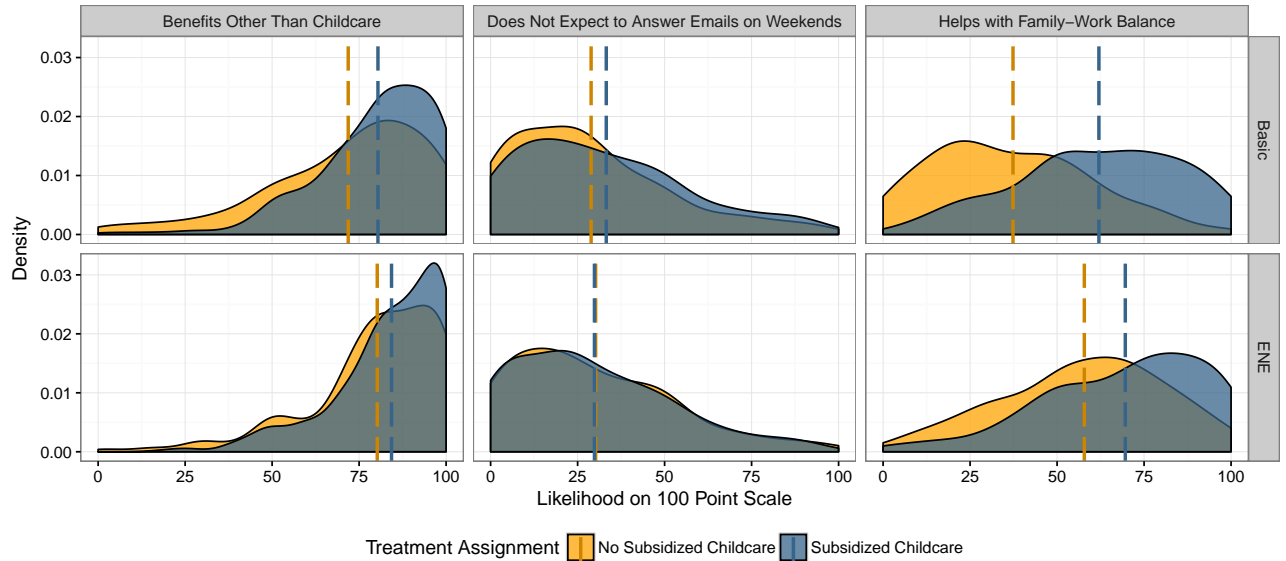 Benefits Other Than Childcare
Does Not Expect to Answer Emails on Weekends
Helps with Family−Work Balance
0.03
0.02
0.01
0.00
Basic
0.03
0.02
0.01
0.00
ENE
Density
0 25 50 75 100
0 25 50 75 100
0 25 50 75 100
Likelihood on 100 Point Scale
Treatment Assignment No Subsidized Childcare Subsidized Childcare